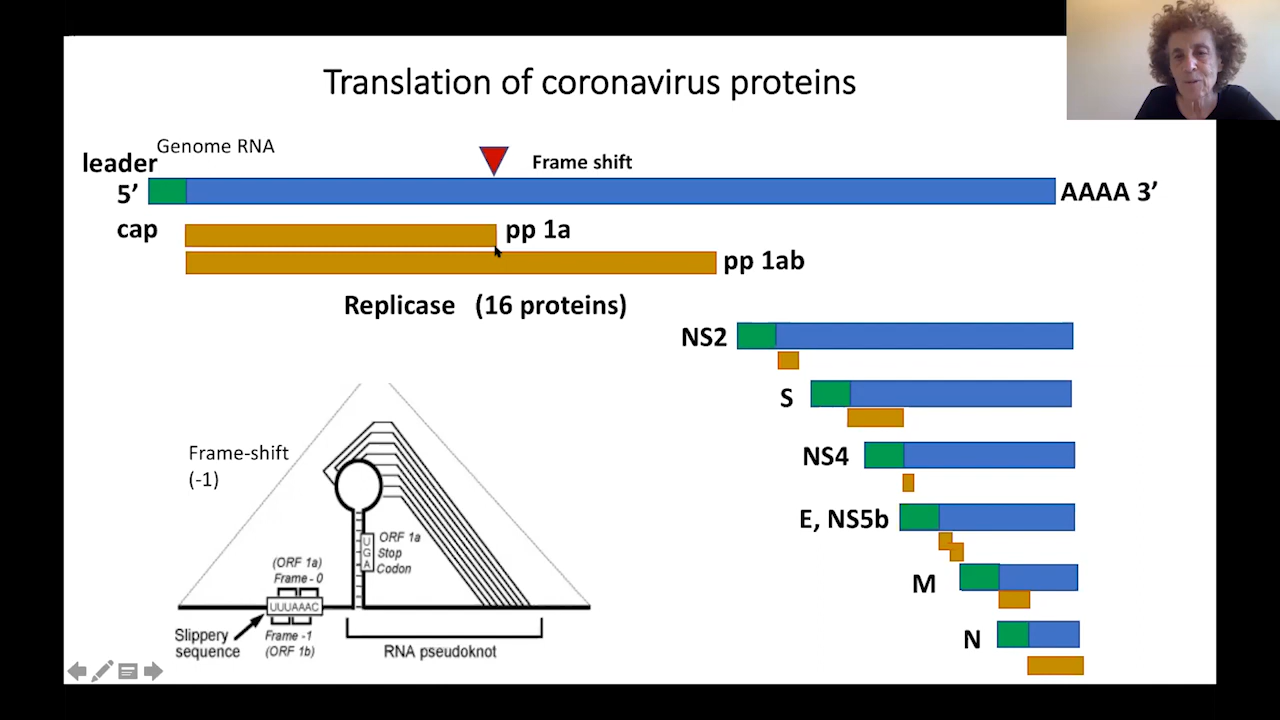 Translation of coronavirus proteins
Genome RNA
leader
5’
Frame shift
AAAA 3’
cap
pp 1a
pp 1ab
Replicase (16 proteins)
NS2
S
NS4
E, NS5b
M
N
Frame-shift
(-1)
U
G
A
ORF 1a
Stop
Codon
(ORF 1a)
Frame - 0
UUUAAAC
Frame -1
(ORF 1b)
Slippery
sequence
RNA pseudoknot